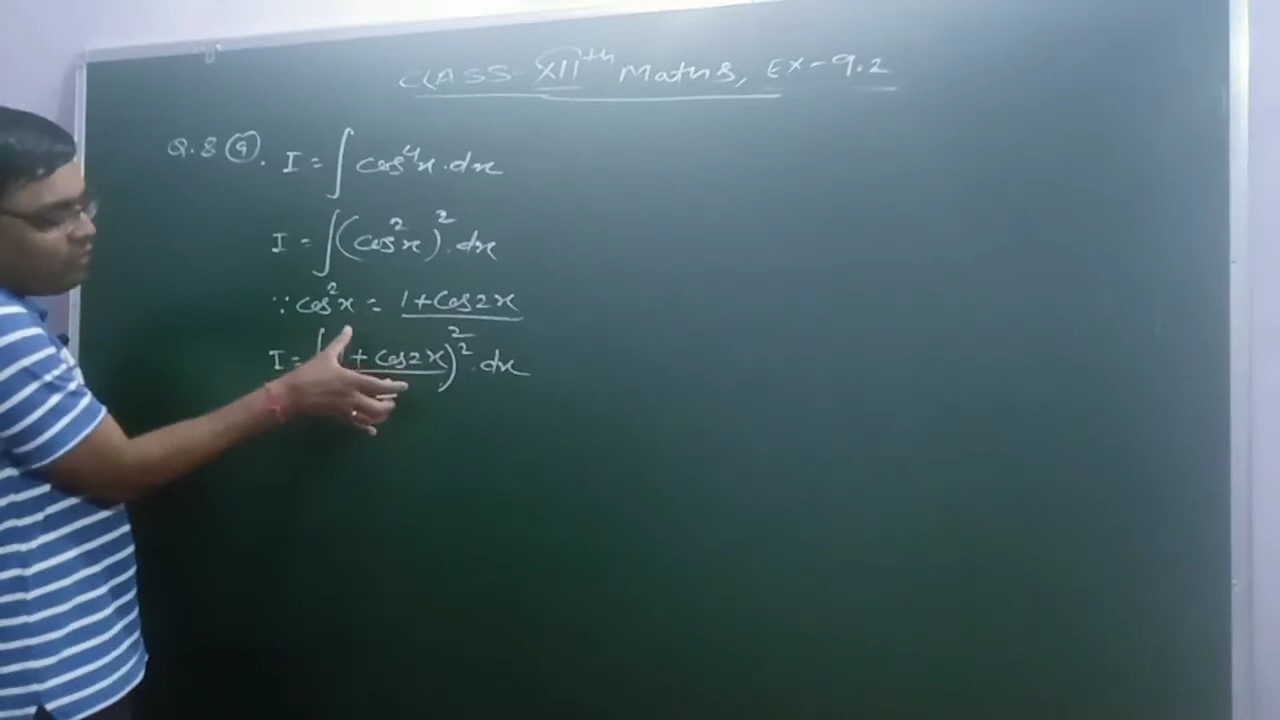 CLASS-XIIth Maths, EX-9.2
Q.8 (9). I = ∫ cos⁴x.dx
I = ∫(cos²x)².dx
∵ cos²x = (1+cos2x)/2
I = ∫ 1+cos2x)².dx